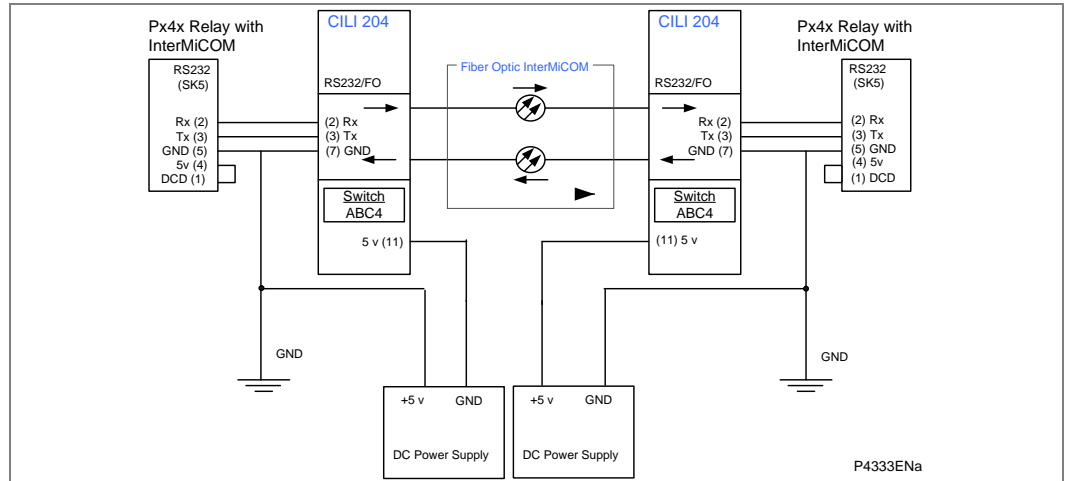 Px4x Relay with
InterMiCOM
RS232
(SK5)
Rx (2)
Tx (3)
GND (5)
5v (4)
DCD (1)
CILI 204
RS232/FO
(2) Rx
(3) Tx
(7) GND
Switch
ABC4
5 v (11)
Fiber Optic InterMiCOM
CILI 204
RS232/FO
Rx (2)
Tx (3)
GND (7)
Switch
ABC4
(11) 5 v
Px4x Relay with
InterMiCOM
RS232
(SK5)
(2) Rx
(3) Tx
(5) GND
(4) 5v
(1) DCD
GND
GND
+5 v GND
DC Power Supply
+5 v GND
DC Power Supply
P4333ENa